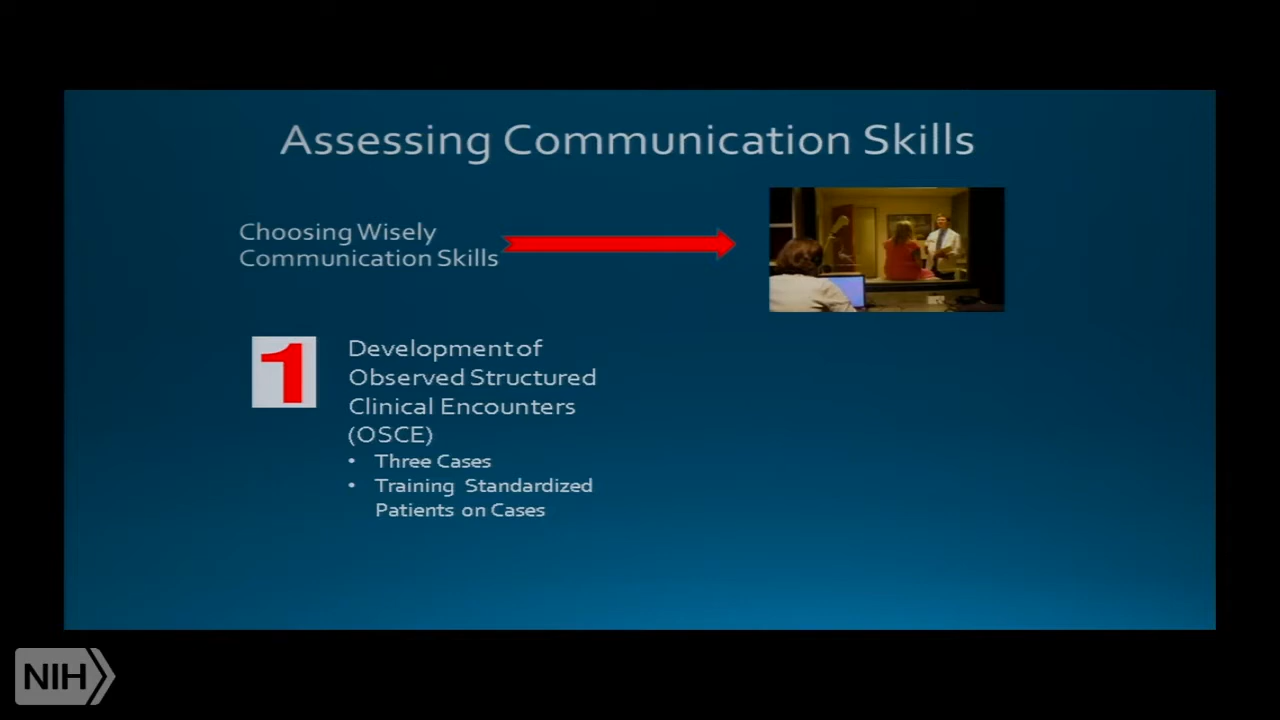 Assessing Communication Skills
Choosing Wisely
Communication Skills
1
Development of
Observed Structured
Clinical Encounters
(OSCE)
• Three Cases
• Training Standardized
Patients on Cases
NIH